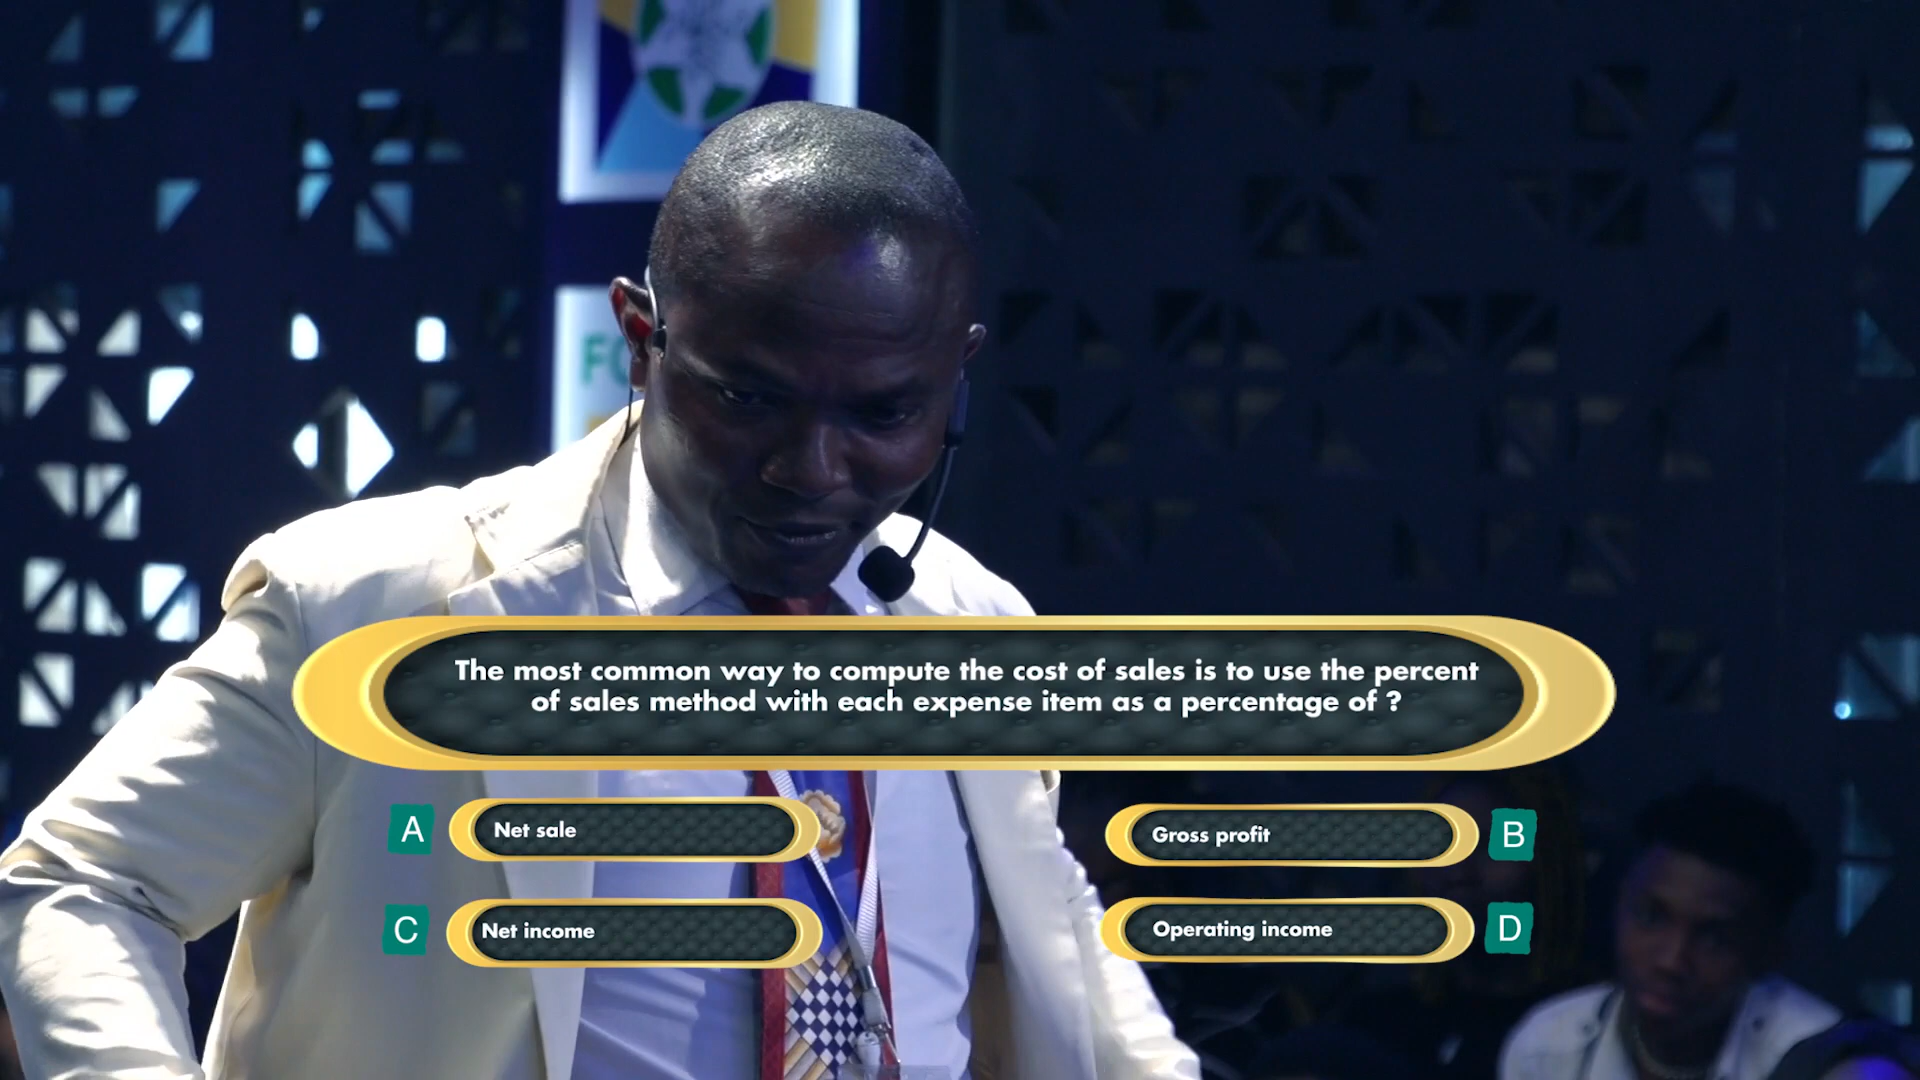 FO
The most common way to compute the cost of sales is to use the percent
of sales method with each expense item as a percentage of ?
A
Net sale
Gross profit
B
C
Net income
Operating income
D